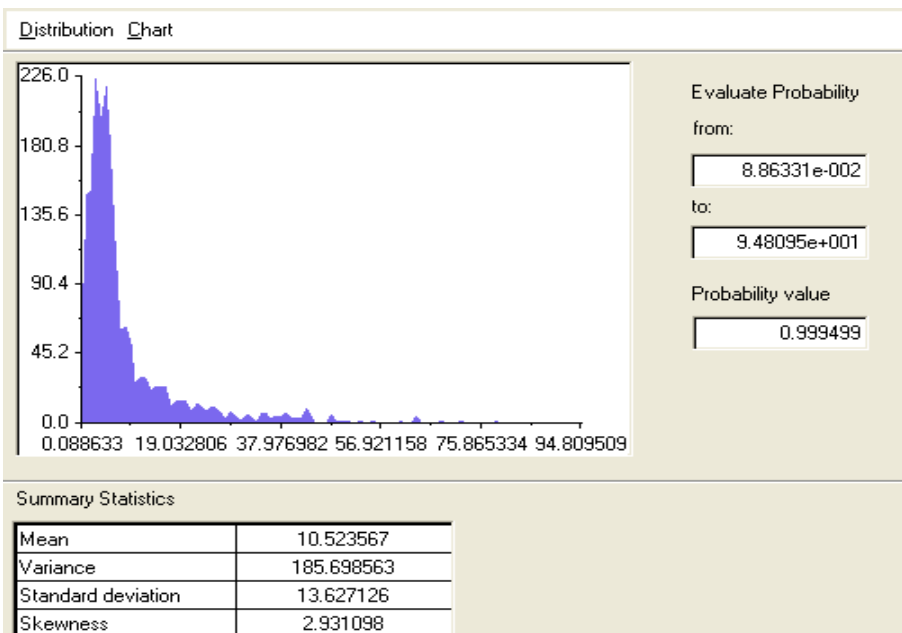 Distribution Chart
226.0
180.8
135.6
90.4
45.2
0.0
0.088633 19.032806 37.976982 56.921158 75.865334 94.809509
Evaluate Probability
from:
8.86331e-002
to:
9.48095e+001
Probability value
0.999499
Summary Statistics
Mean 10.523567
Variance 185.698563
Standard deviation 13.627126
Skewness 2.931098